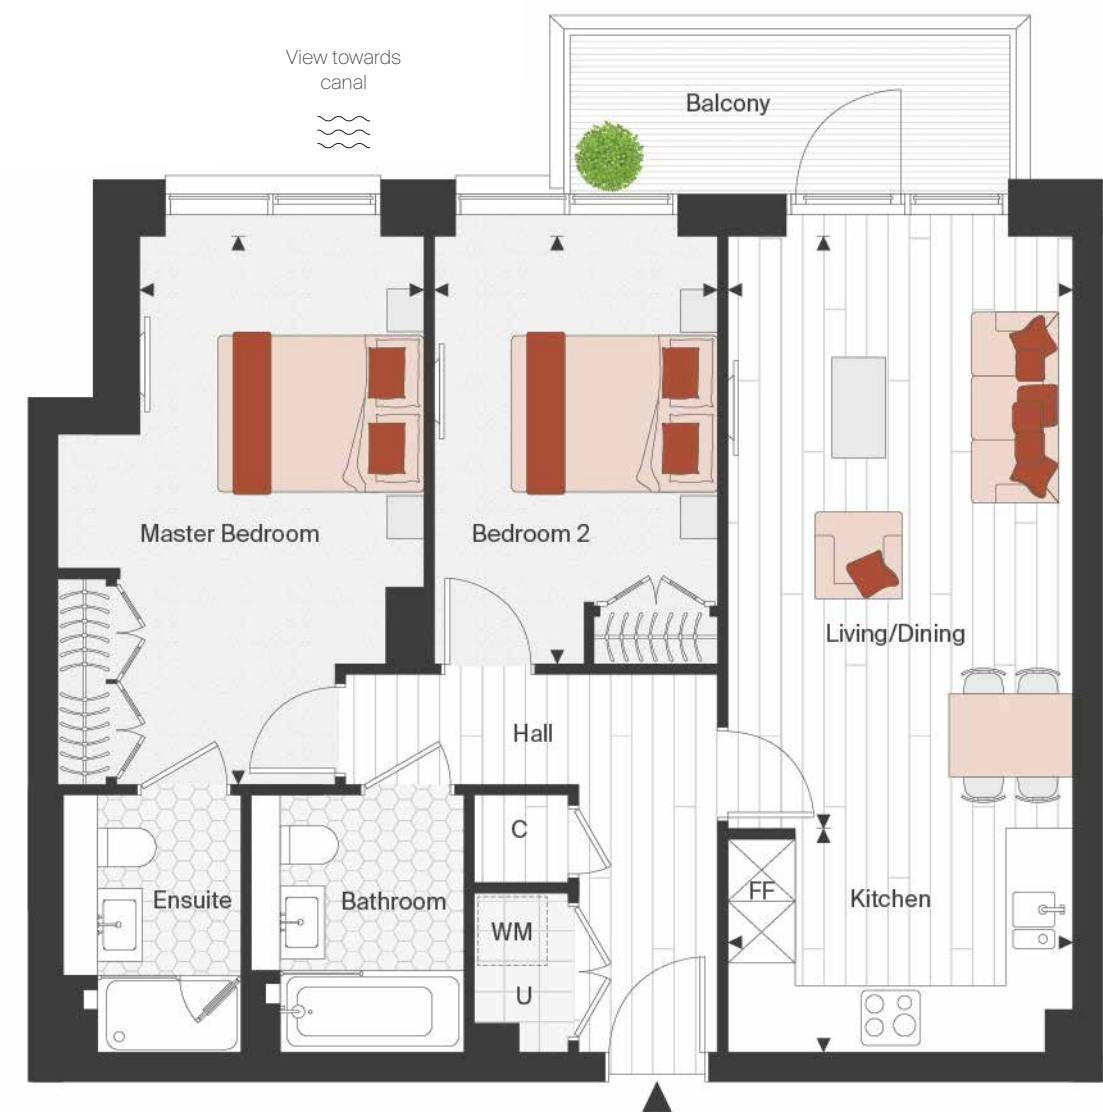 View towards
canal
Balcony
Master Bedroom
Bedroom 2
Living/Dining
Hall
C
FF
Kitchen
Ensuite
Bathroom
WM
U